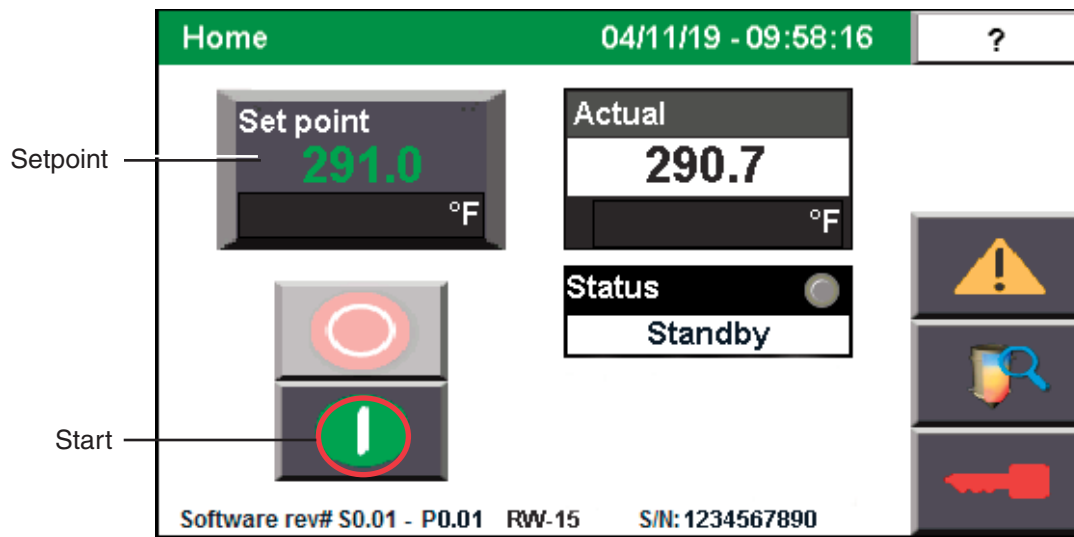 Home 04/11/19 - 09:58:16 ?
Set point
291.0
°F
Actual
290.7
°F
Setpoint
Status
Standby
Start
Software rev# S0.01 - P0.01 RW-15 S/N: 1234567890